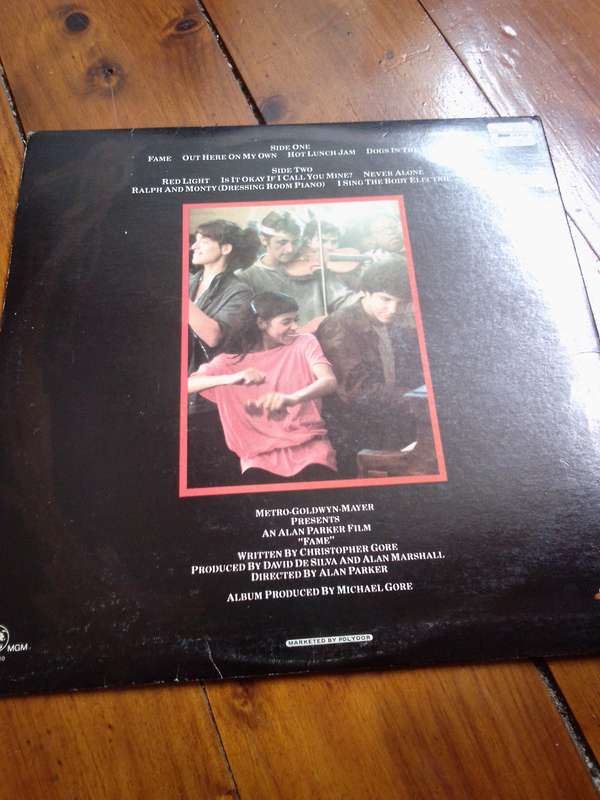 SIDE ONE
FAME OUT HERE ON MY OWN HOT LUNCH JAM DOGS IN THE
SIDE TWO
RED LIGHT IS IT OKAY IF I CALL YOU MINE? NEVER ALONE
RALPH AND MONTY (DRESSING ROOM PIANO) I SING THE BODY ELECTRIC
METRO-GOLDWYN-MAYER
PRESENTS
AN ALAN PARKER FILM
"FAME"
WRITTEN BY CHRISTOPHER GORE
PRODUCED BY DAVID DE SILVA AND ALAN MARSHALL
DIRECTED BY ALAN PARKER
ALBUM PRODUCED BY MICHAEL GORE
MGM
MARKETED BY POLYDOR